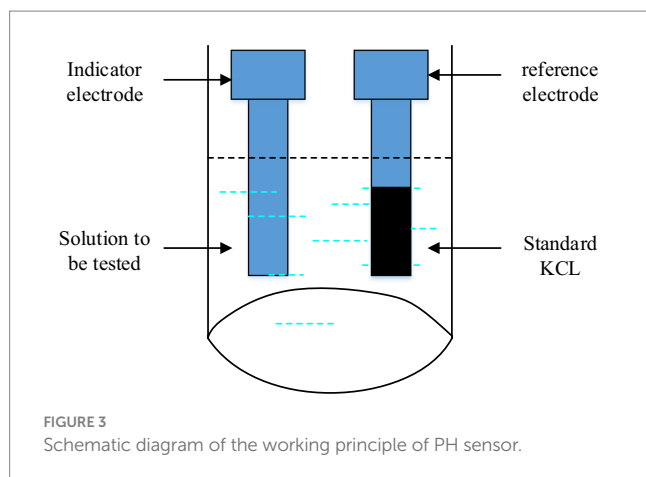 Indicator
electrode
reference
electrode
Solution to
be tested
Standard
KCL
FIGURE 3
Schematic diagram of the working principle of PH sensor.